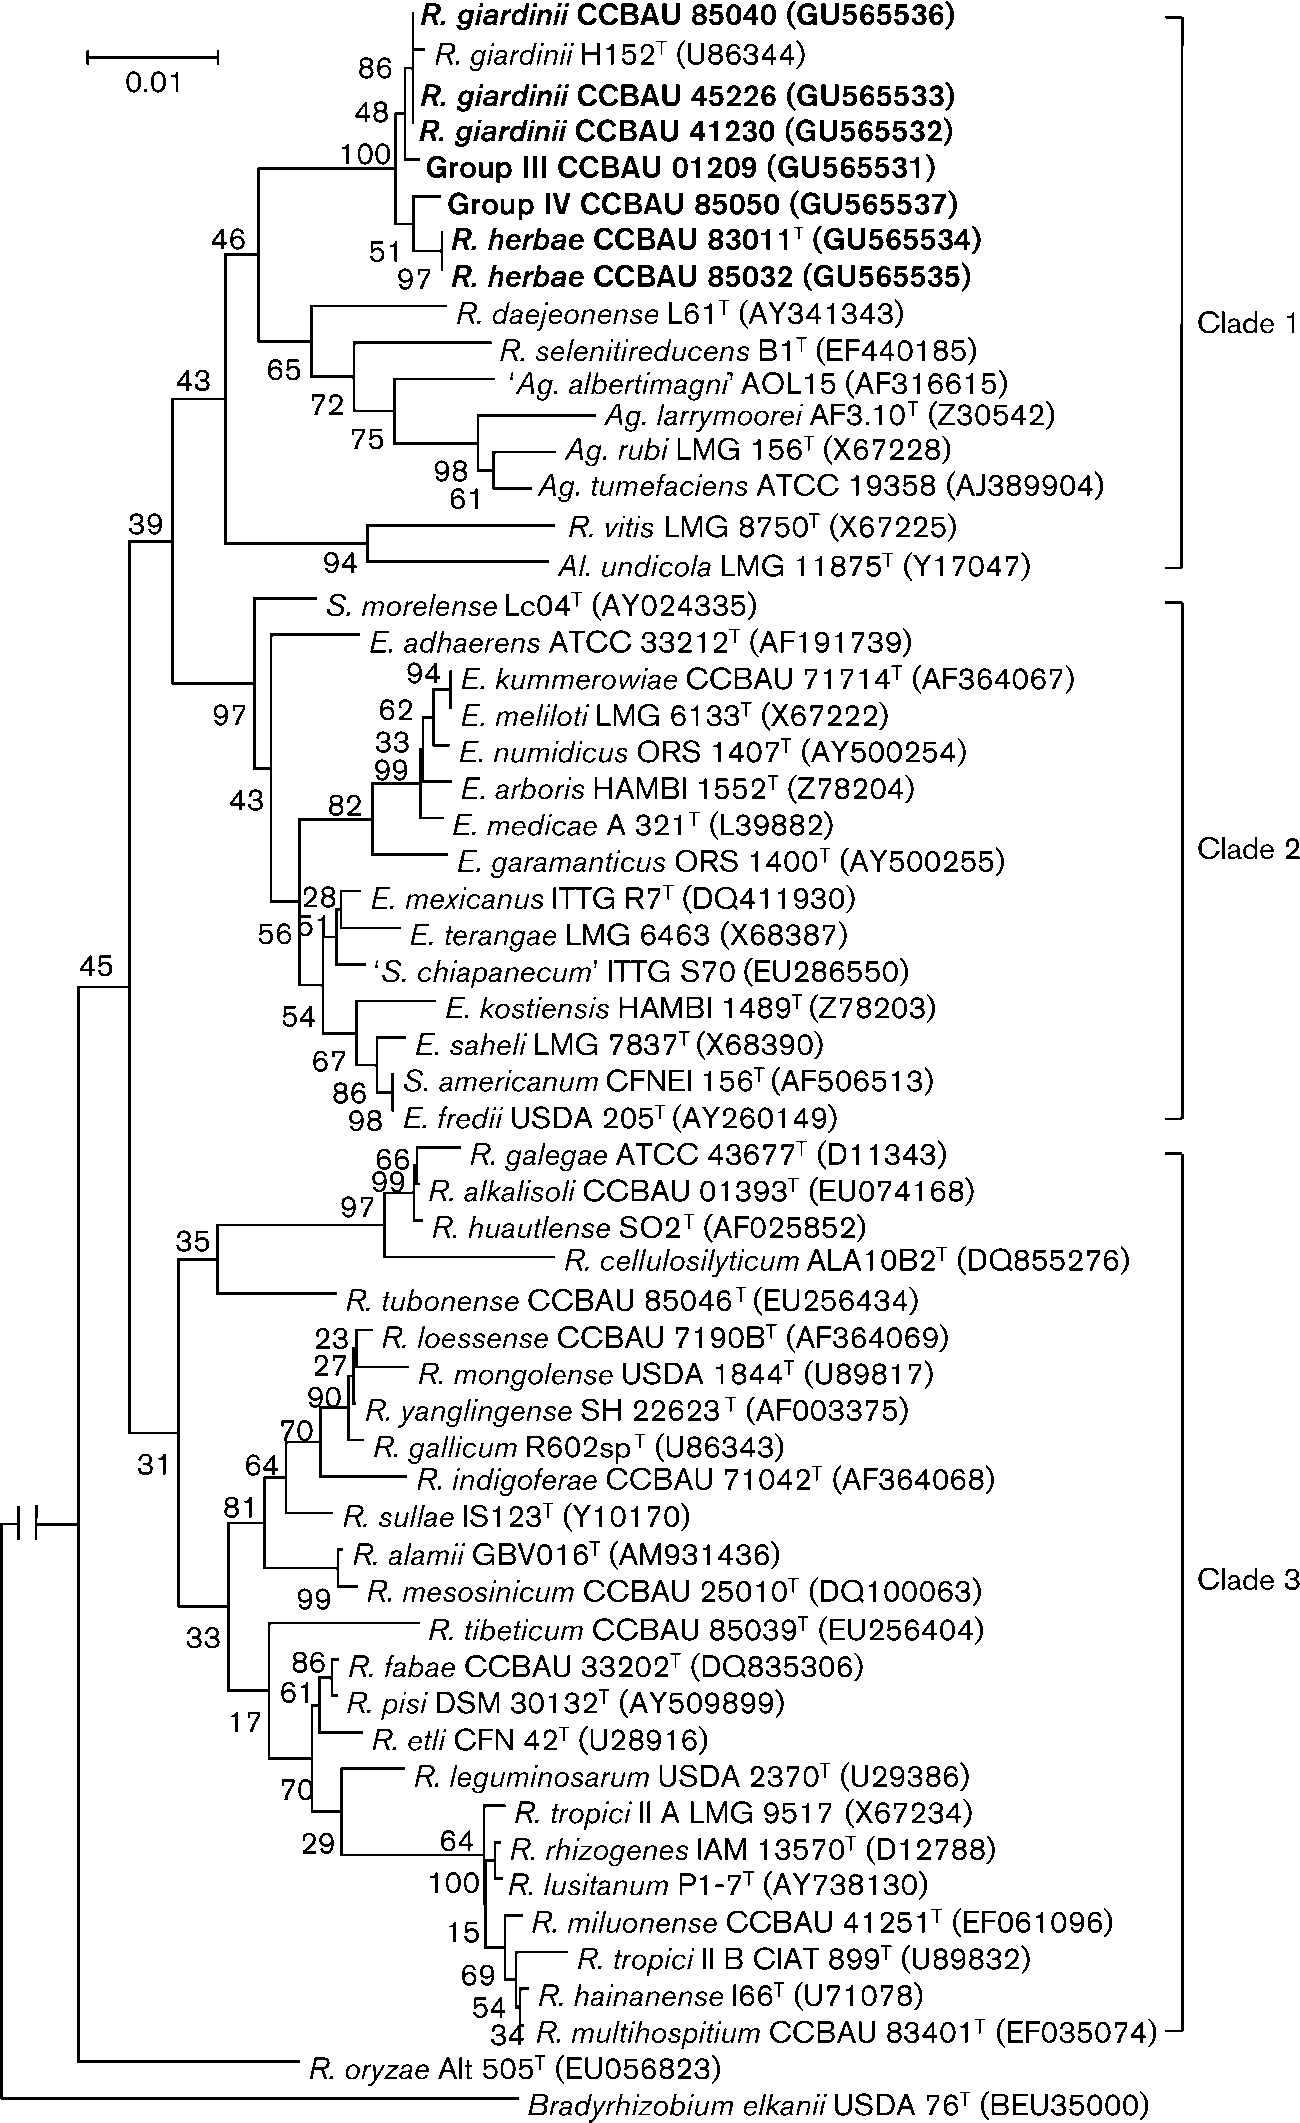 R. giardinii CCBAU 85040 (GU565536)
0.01
86
R. giardinii H152T (U86344)
R. giardinii CCBAU 45226 (GU565533)
48
R. giardinii CCBAU 41230 (GU565532)
100
Group III CCBAU 01209 (GU565531)
Group IV CCBAU 85050 (GU565537)
46
51
R. herbae CCBAU 83011T (GU565534)
97
R. herbae CCBAU 85032 (GU565535)
R. daejeonense L61T (AY341343)
Clade 1
65
R. selenitireducens B1T (EF440185)
43
72
‘Ag. albertimagni’ AOL15 (AF316615)
75
Ag. larrymoorei AF3.10T (Z30542)
98
Ag. rubi LMG 156T (X67228)
61
Ag. tumefaciens ATCC 19358 (AJ389904)
39
R. vitis LMG 8750T (X67225)
94
Al. undicola LMG 11875T (Y17047)
S. morelense Lc04T (AY024335)
E. adhaerens ATCC 33212T (AF191739)
94
E. kummerowiae CCBAU 71714T (AF364067)
97
62
E. meliloti LMG 6133T (X67222)
33
E. numidicus ORS 1407T (AY500254)
99
E. arboris HAMBI 1552T (Z78204)
43
82
E. medicae A 321T (L39882)
Clade 2
E. garamanticus ORS 1400T (AY500255)
28
E. mexicanus ITTG R7T (DQ411930)
56
51
E. terangae LMG 6463 (X68387)
45
‘S. chiapanecum’ ITTG S70 (EU286550)
54
E. kostiensis HAMBI 1489T (Z78203)
67
E. saheli LMG 7837T (X68390)
86
S. americanum CFNEI 156T (AF506513)
98
E. fredii USDA 205T (AY260149)
66
R. galegae ATCC 43677T (D11343)
99
R. alkalisoli CCBAU 01393T (EU074168)
97
R. huautlense SO2T (AF025852)
35
R. cellulosilyticum ALA10B2T (DQ855276)
R. tubonense CCBAU 85046T (EU256434)
23
R. loessense CCBAU 7190BT (AF364069)
27
R. mongolense USDA 1844T (U89817)
90
R. yanglingense SH 22623T (AF003375)
70
R. gallicum R602spT (U86343)
31
64
R. indigoferae CCBAU 71042T (AF364068)
81
R. sullae IS123T (Y10170)
R. alamii GBV016T (AM931436)
99
R. mesosinicum CCBAU 25010T (DQ100063)
Clade 3
33
R. tibeticum CCBAU 85039T (EU256404)
86
R. fabae CCBAU 33202T (DQ835306)
61
R. pisi DSM 30132T (AY509899)
17
R. etli CFN 42T (U28916)
70
R. leguminosarum USDA 2370T (U29386)
R. tropici II A LMG 9517 (X67234)
29
64
R. rhizogenes IAM 13570T (D12788)
100
R. lusitanum P1-7T (AY738130)
15
R. miluonense CCBAU 41251T (EF061096)
69
R. tropici II B CIAT 899T (U89832)
54
R. hainanense I66T (U71078)
34
R. multihospitium CCBAU 83401T (EF035074)
R. oryzae Alt 505T (EU056823)
Bradyrhizobium elkanii USDA 76T (BEU35000)